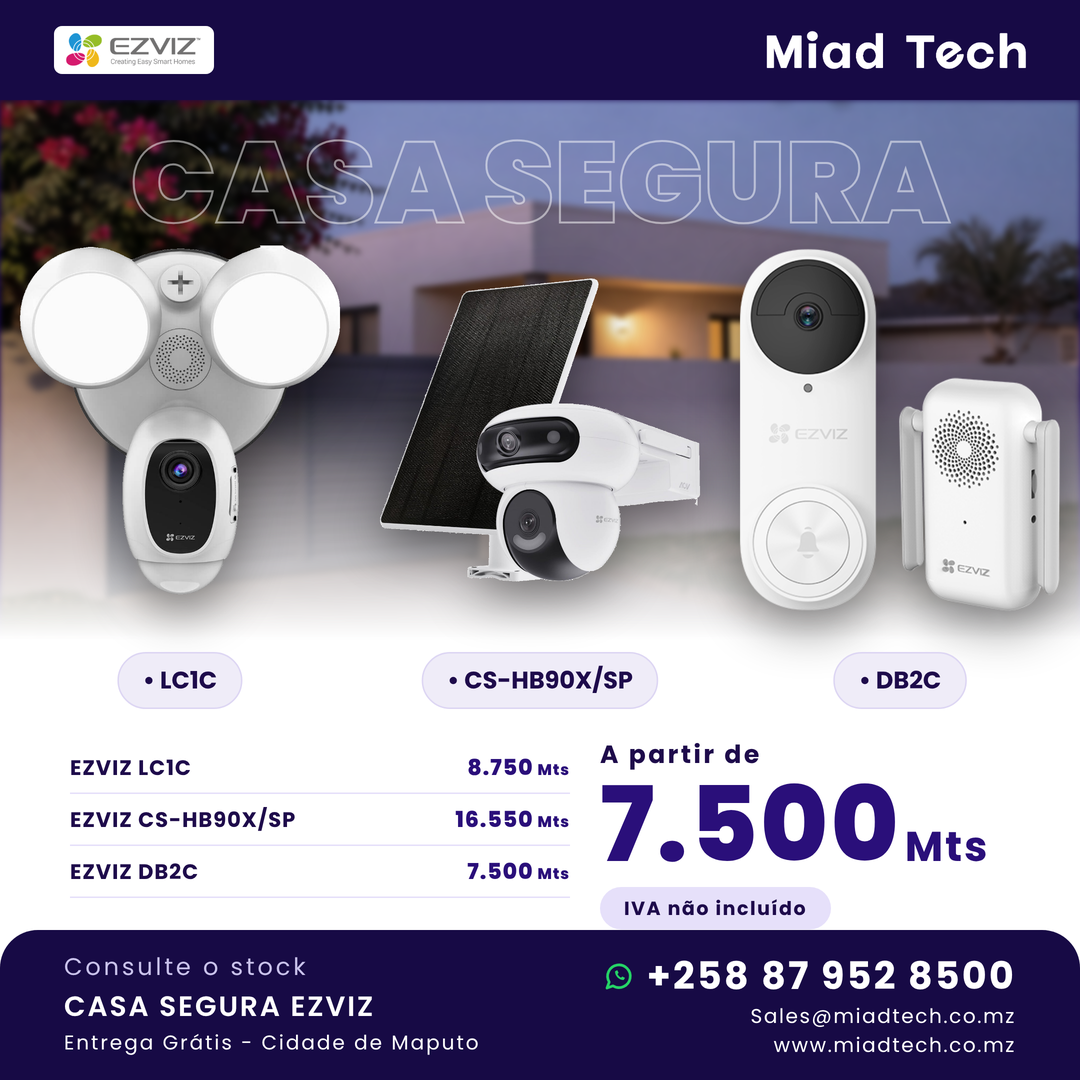 EZVIZ™
Creating Easy Smart Homes
Miad Tech
CASA SEGURA
EZVIZ
EZVIZ
EZVIZ
EZVIZ
• LC1C
• CS-HB90X/SP
• DB2C
EZVIZ LC1C 8.750 Mts
EZVIZ CS-HB90X/SP 16.550 Mts
EZVIZ DB2C 7.500 Mts
A partir de
7.500 Mts
IVA não incluído
Consulte o stock
CASA SEGURA EZVIZ
Entrega Grátis - Cidade de Maputo
+258 87 952 8500
Sales@miadtech.co.mz
www.miadtech.co.mz